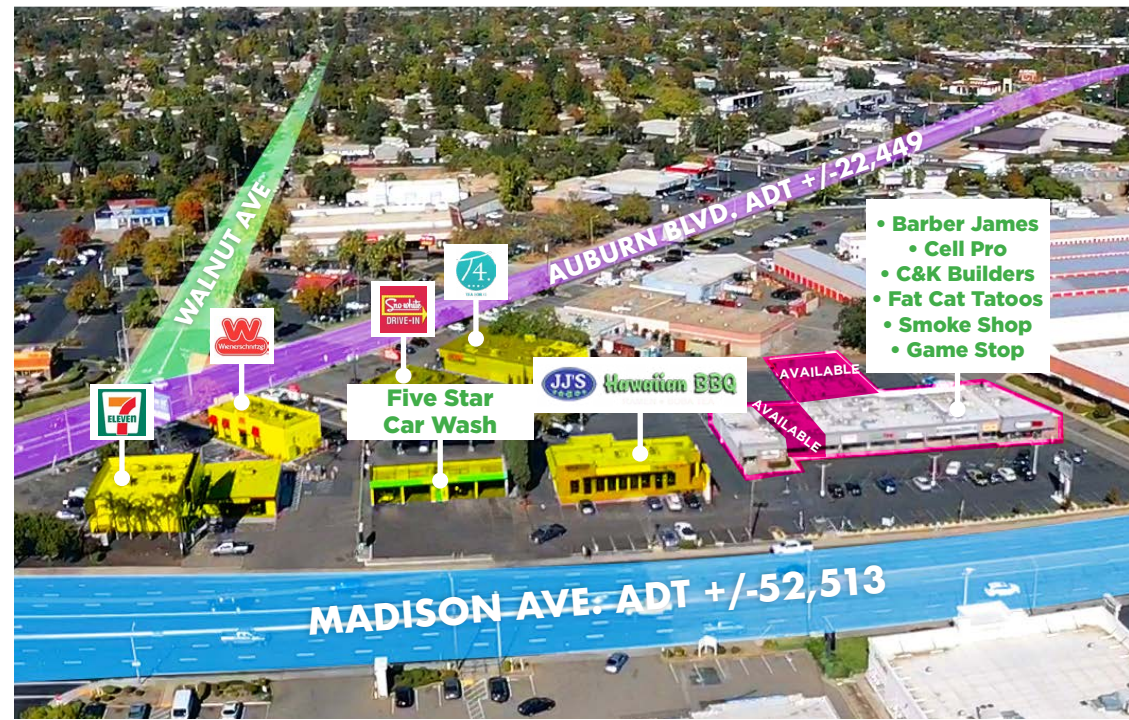 WALNUT AVE
AUBURN BLVD. ADT +/-22,449
• Barber James
• Cell Pro
• C&K Builders
• Fat Cat Tatoos
• Smoke Shop
• Game Stop
74
Sno-white
DRIVE-IN
W
Wienerschnitzel
7
ELEVEN
Five Star
Car Wash
JJ'S Hawaiian BBQ
AVAILABLE
AVAILABLE
MADISON AVE: ADT +/-52,513